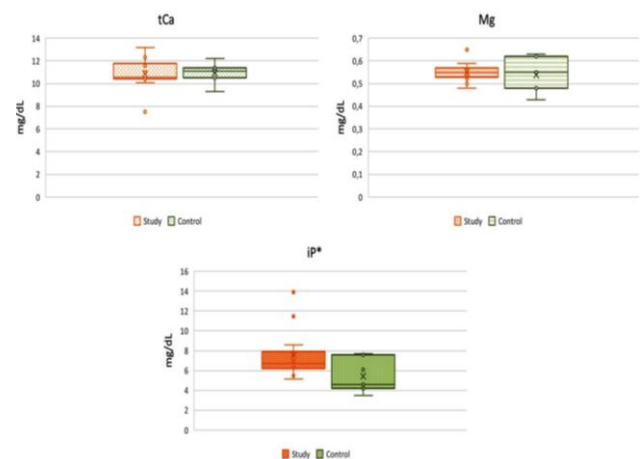 tCa
14
12
10
8
6
4
2
0
mg/dL
Study Control
Mg
0,7
0,6
0,5
0,4
0,3
0,2
0,1
0
mg/dL
Study Control
iP*
16
14
12
10
8
6
4
2
0
mg/dL
Study Control